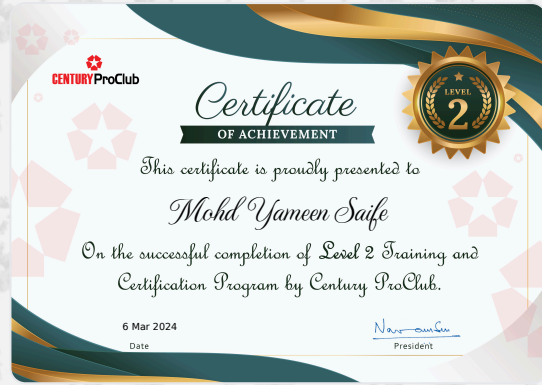 CENTURY ProClub
Certificate
OF ACHIEVEMENT
LEVEL
2
This certificate is proudly presented to
Mohd Yameen Saife
On the successful completion of Level 2 Training and
Certification Program by Century ProClub.
6 Mar 2024
Date
President